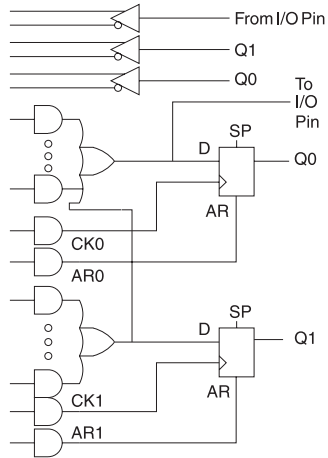 From I/O Pin
Q1
Q0
To
I/O
Pin
SP
D
Q0
AR
CK0
AR0
SP
D
Q1
AR
CK1
AR1